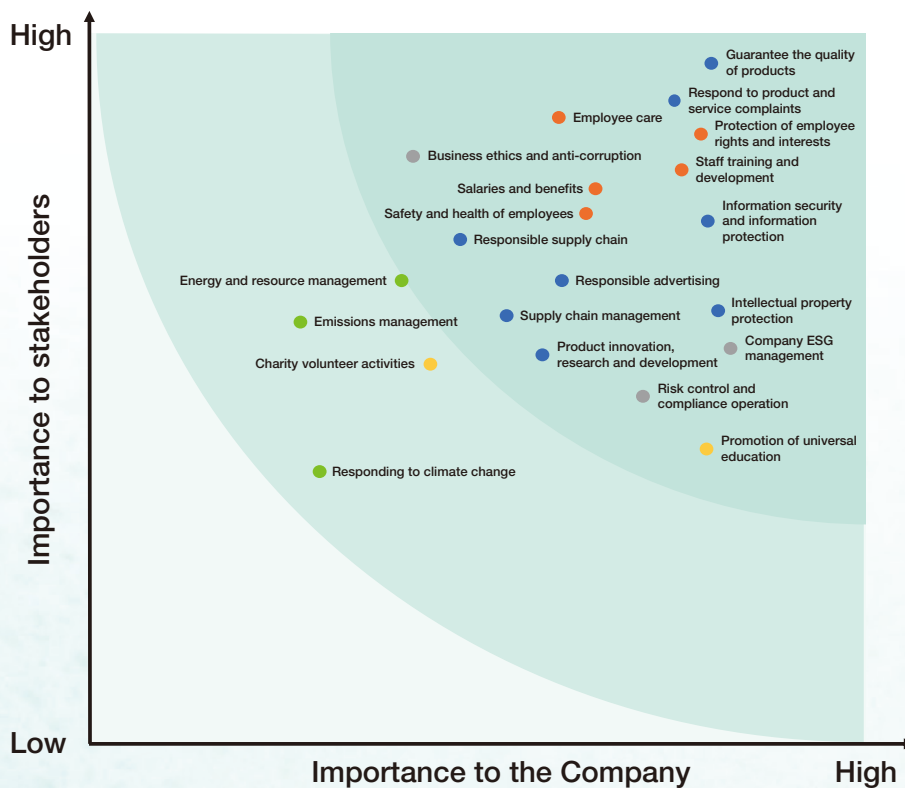 High
Guarantee the quality
of products
Respond to product and
service complaints
Employee care
Protection of employee
rights and interests
Business ethics and anti-corruption
Staff training and
development
Salaries and benefits
Safety and health of employees
Information security
and information
protection
Responsible supply chain
Energy and resource management
Responsible advertising
Intellectual property
protection
Emissions management
Supply chain management
Company ESG
management
Product innovation,
research and development
Charity volunteer activities
Risk control and
compliance operation
Promotion of universal
education
Responding to climate change
Importance to stakeholders
Low
Importance to the Company
High